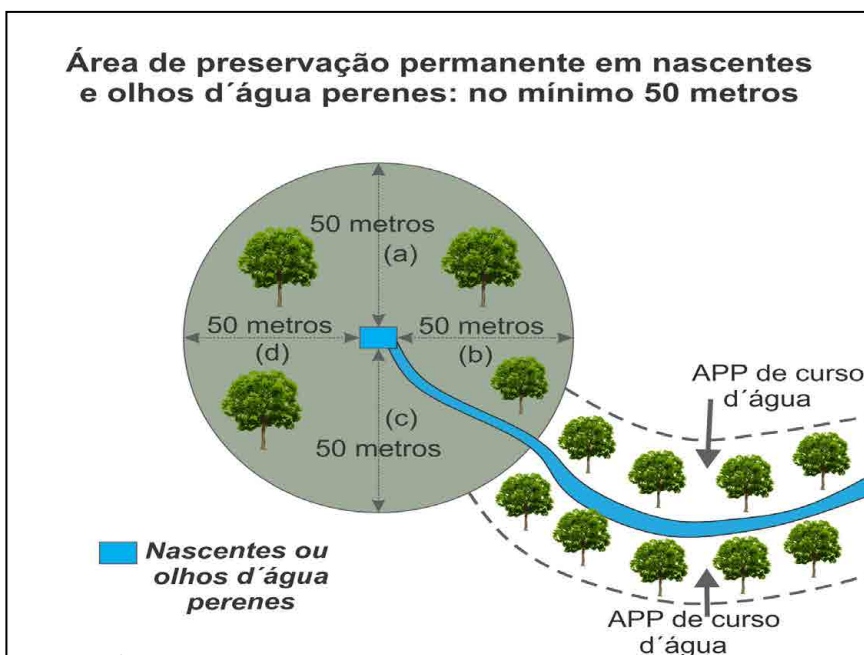 Área de preservação permanente em nascentes
e olhos d´água perenes: no mínimo 50 metros
50 metros
(a)
50 metros
(d)
50 metros
(b)
(c)
50 metros
APP de curso
d´água
Nascentes ou
olhos d´água
perenes
APP de curso
d´água